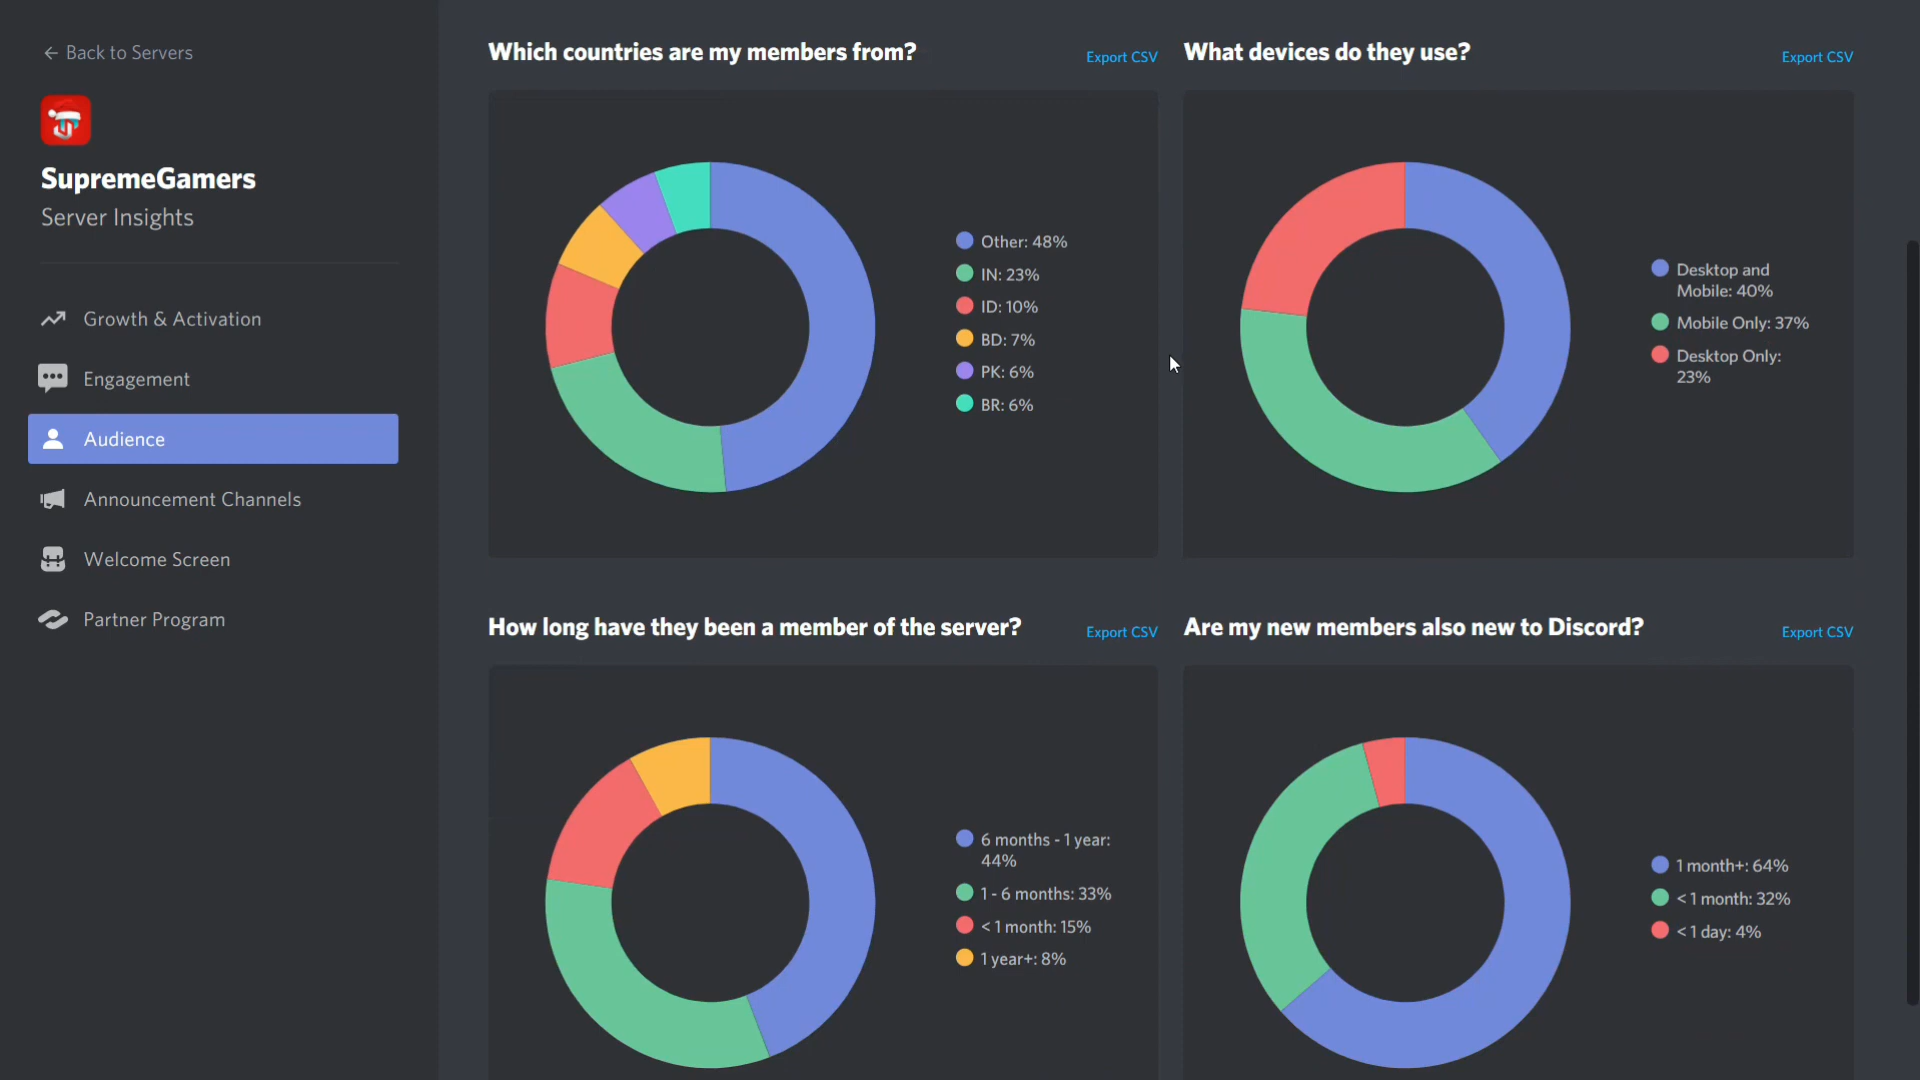 Back to Servers
SupremeGamers
Server Insights
Growth & Activation
Engagement
Audience
Announcement Channels
Welcome Screen
Partner Program
Which countries are my members from?
Export CSV
Other: 48%
IN: 23%
ID: 10%
BD: 7%
PK: 6%
BR: 6%
What devices do they use?
Export CSV
Desktop and
Mobile: 40%
Mobile Only: 37%
Desktop Only:
23%
How long have they been a member of the server?
Export CSV
6 months - 1 year:
44%
1 - 6 months: 33%
< 1 month: 15%
1 year+: 8%
Are my new members also new to Discord?
Export CSV
1 month+: 64%
< 1 month: 32%
< 1 day: 4%